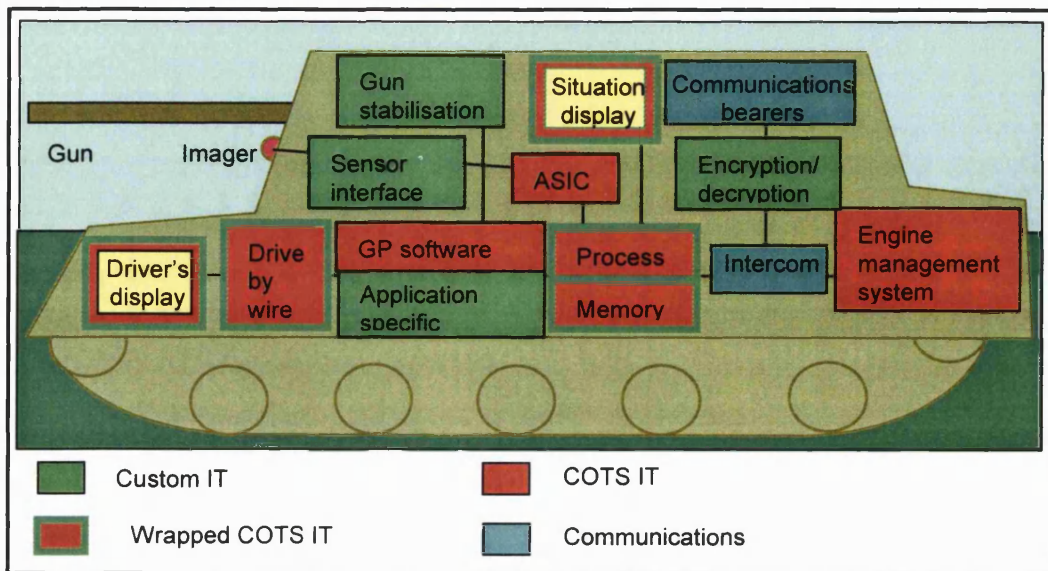 Gun
stabilisation
Situation
display
Communications
bearers
Gun
Imager
Sensor
interface
ASIC
Encryption/
decryption
Driver's
display
Drive
by
wire
GP software
Application
specific
Process
Memory
Intercom
Engine
management
system
Custom IT
COTS IT
Wrapped COTS IT
Communications